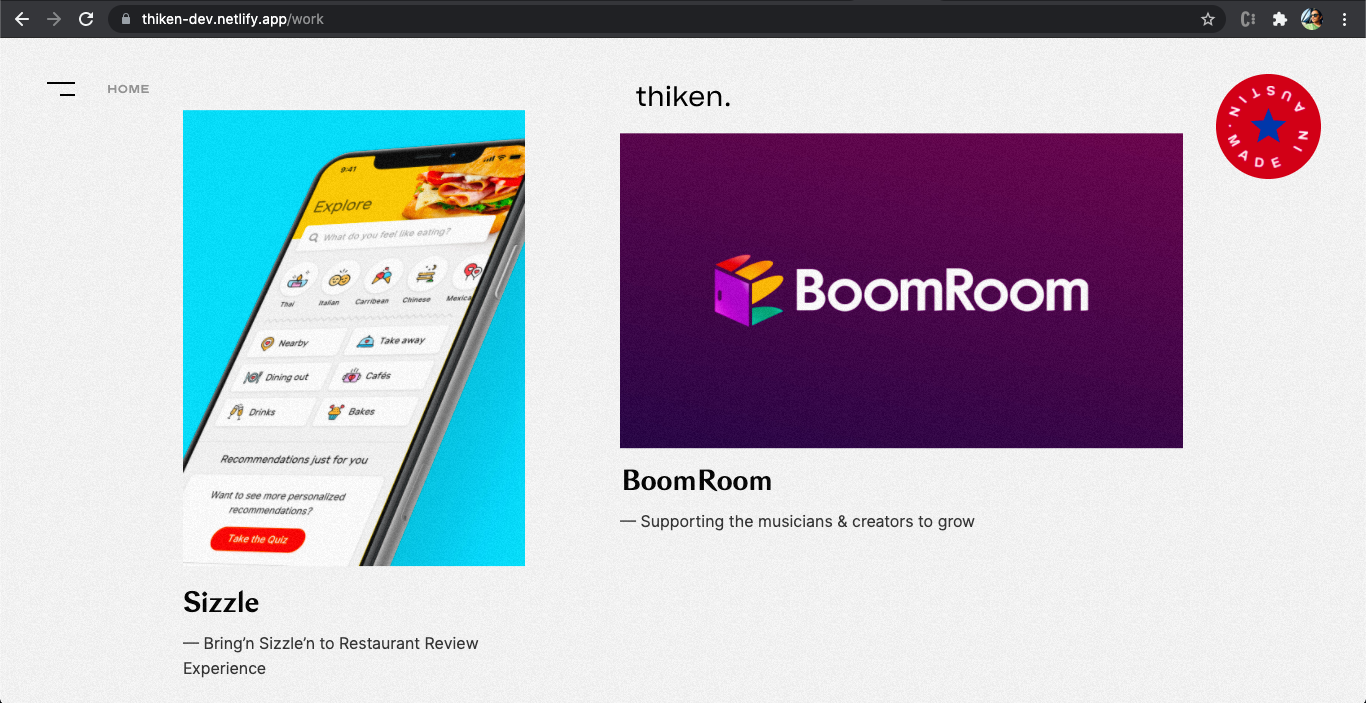 thiken-dev.netlify.app/work
HOME
thiken.
MADE IN AUSTIN.
9:41
Explore
What do you feel like eating?
Thai Italian Carribean Chinese Mexica
Nearby Take away
Dining out Cafés
Drinks Bakes
Recommendations just for you
Want to see more personalized
recommendations?
Take the Quiz
Sizzle
— Bring’n Sizzle’n to Restaurant Review
Experience
BoomRoom
BoomRoom
— Supporting the musicians & creators to grow